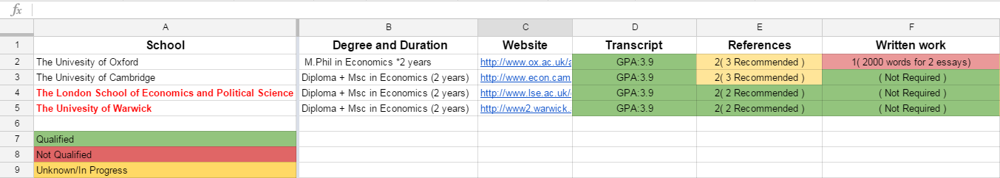 fx
A B C D E F
1 School Degree and Duration Website Transcript References Written work
2 The Univesity of Oxford M.Phil in Economics *2 years http://www.ox.ac.uk/a GPA:3.9 2( 3 Recommended ) 1( 2000 words for 2 essays)
3 The Univesity of Cambridge Diploma + Msc in Economics (2 years) http://www.econ.cam GPA:3.9 2( 3 Recommended ) ( Not Required )
4 The London School of Economics and Political Science Diploma + Msc in Economics (2 years) http://www.lse.ac.uk/ GPA:3.9 2( 2 Recommended ) ( Not Required )
5 The Univesity of Warwick Diploma + Msc in Economics (2 years) http://www2.warwick. GPA:3.9 2( 2 Recommended ) ( Not Required )
6
7 Qualified
8 Not Qualified
9 Unknown/In Progress